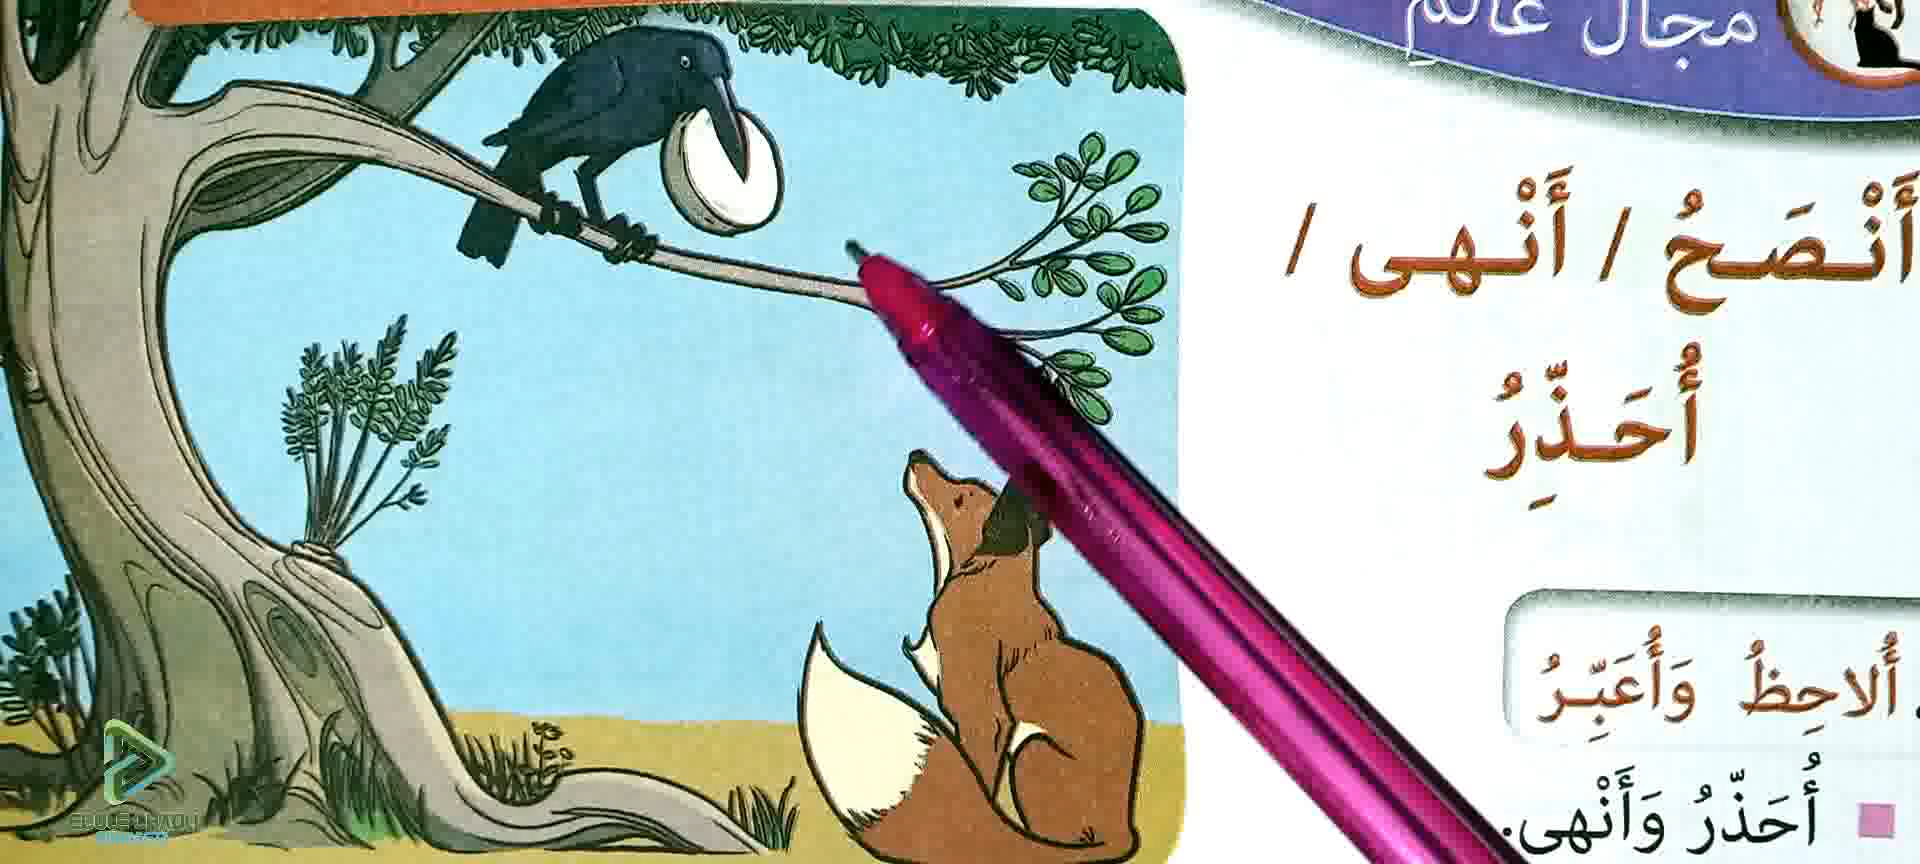 مجال عالم
أَنْصَحُ / أَنْهى /
أُحَذِّرُ
أُلاحِظُ وَأُعَبِّرُ
أُحَذِّرُ وَأَنْهى.